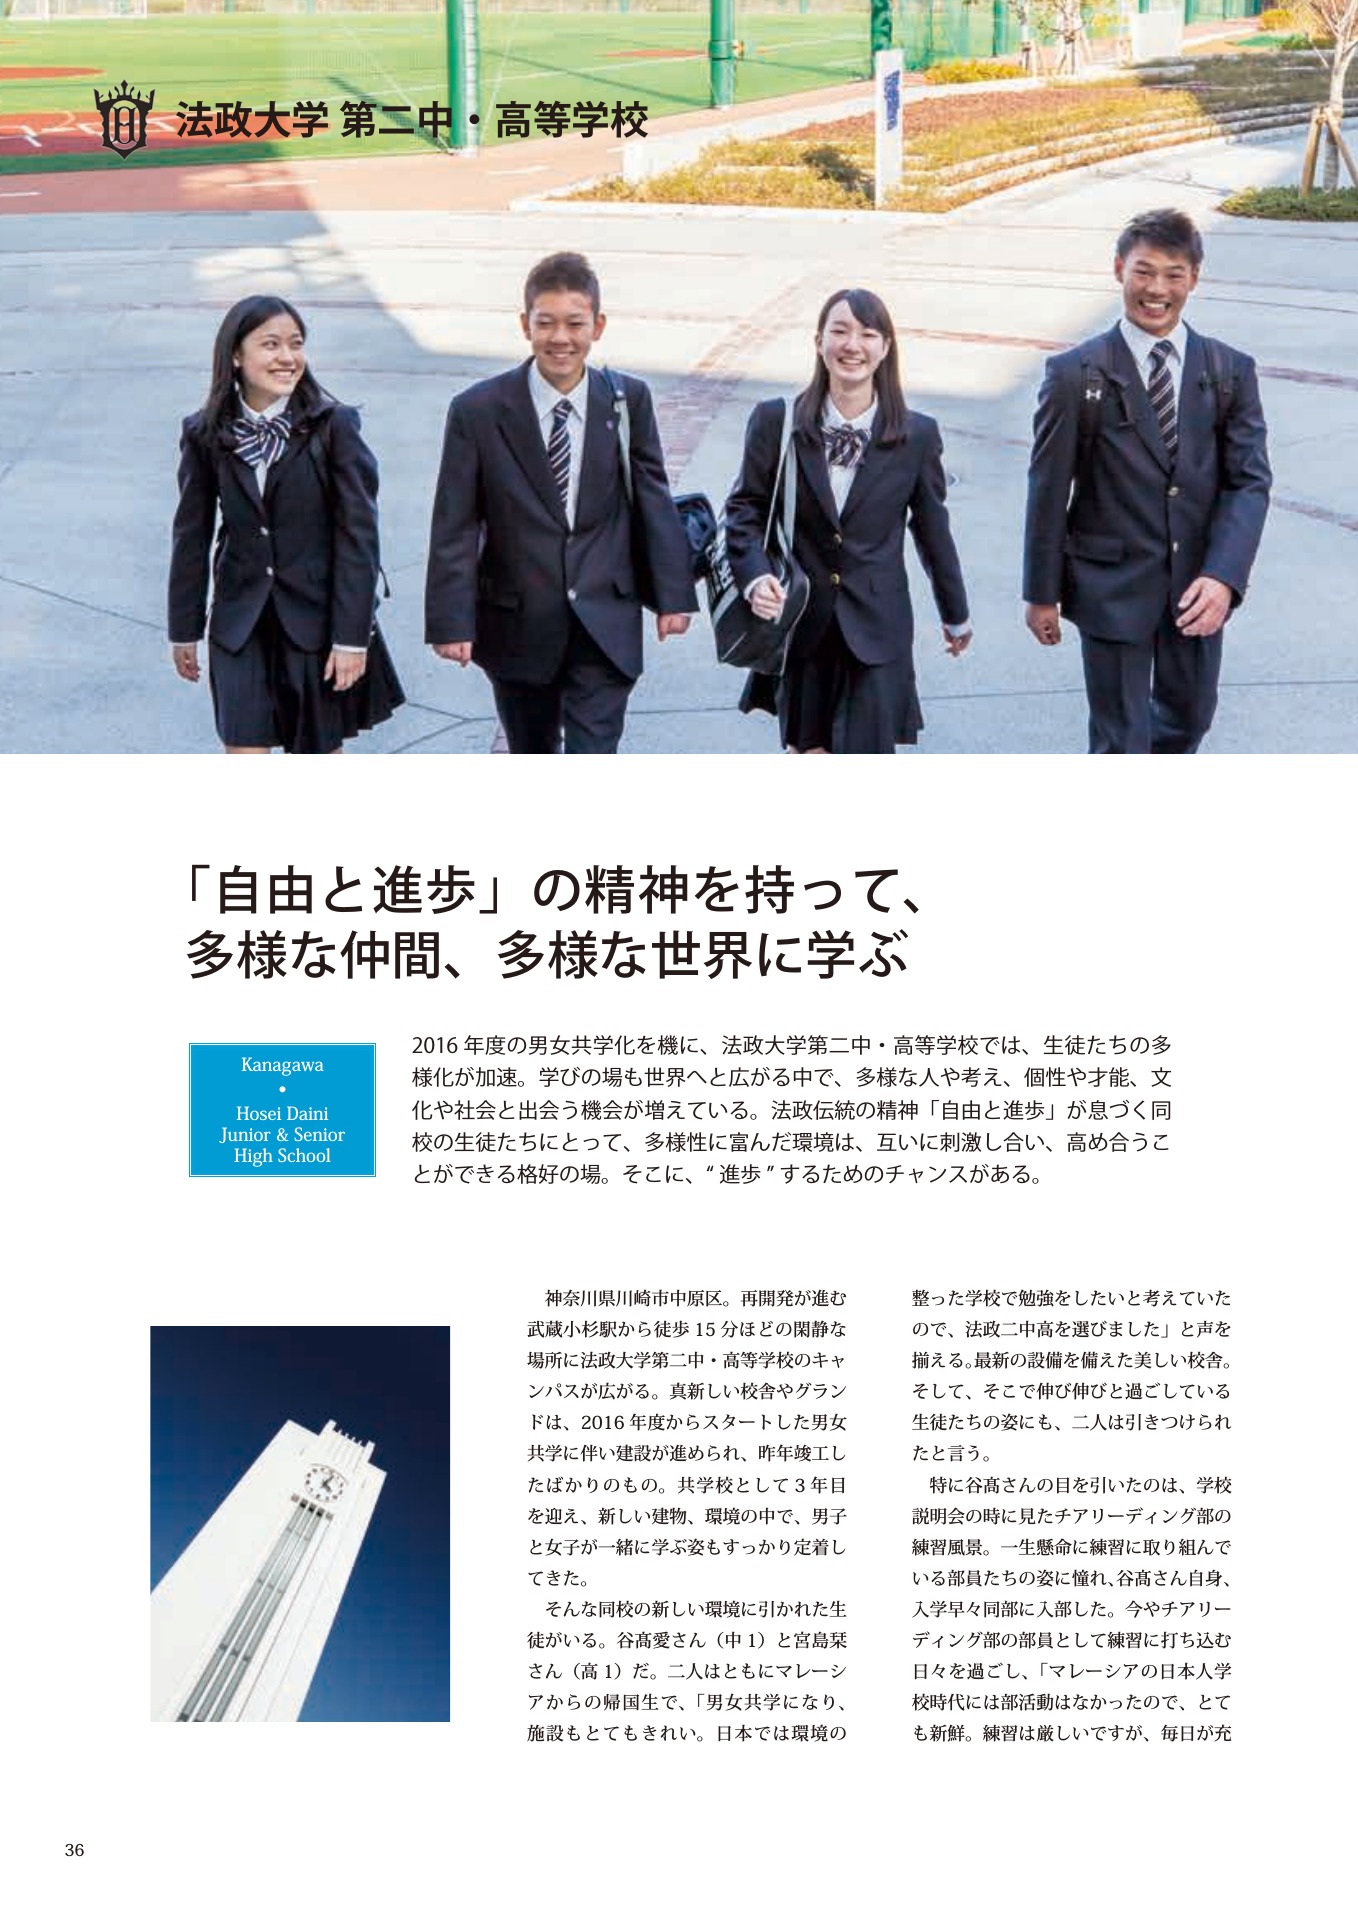 法政大学 第二中・高等学校
「自由と進歩」の精神を持って、
多様な仲間、多様な世界に学ぶ
Kanagawa
•
Hosei Daini
Junior & Senior
High School
2016 年度の男女共学化を機に、法政大学第二中・高等学校では、生徒たちの多
様化が加速。学びの場も世界へと広がる中で、多様な人や考え、個性や才能、文
化や社会と出会う機会が増えている。法政伝統の精神「自由と進歩」が息づく同
校の生徒たちにとって、多様性に富んだ環境は、互いに刺激し合い、高め合うこ
とができる格好の場。そこに、“ 進歩 ” するためのチャンスがある。
神奈川県川崎市中原区。再開発が進む
武蔵小杉駅から徒歩 15 分ほどの閑静な
場所に法政大学第二中・高等学校のキャ
ンパスが広がる。真新しい校舎やグラン
ドは、2016 年度からスタートした男女
共学に伴い建設が進められ、昨年竣工し
たばかりのもの。共学校として 3 年目
を迎え、新しい建物、環境の中で、男子
と女子が一緒に学ぶ姿もすっかり定着し
てきた。
そんな同校の新しい環境に引かれた生
徒がいる。谷髙愛さん（中 1）と宮島栞
さん（高 1）だ。二人はともにマレーシ
アからの帰国生で、「男女共学になり、
施設もとてもきれい。日本では環境の
整った学校で勉強をしたいと考えていた
ので、法政二中高を選びました」と声を
揃える。最新の設備を備えた美しい校舎。
そして、そこで伸び伸びと過ごしている
生徒たちの姿にも、二人は引きつけられ
たと言う。
特に谷髙さんの目を引いたのは、学校
説明会の時に見たチアリーディング部の
練習風景。一生懸命に練習に取り組んで
いる部員たちの姿に憧れ、谷髙さん自身、
入学早々同部に入部した。今やチアリー
ディング部の部員として練習に打ち込む
日々を過ごし、「マレーシアの日本人学
校時代には部活動はなかったので、とて
も新鮮。練習は厳しいですが、毎日が充
36